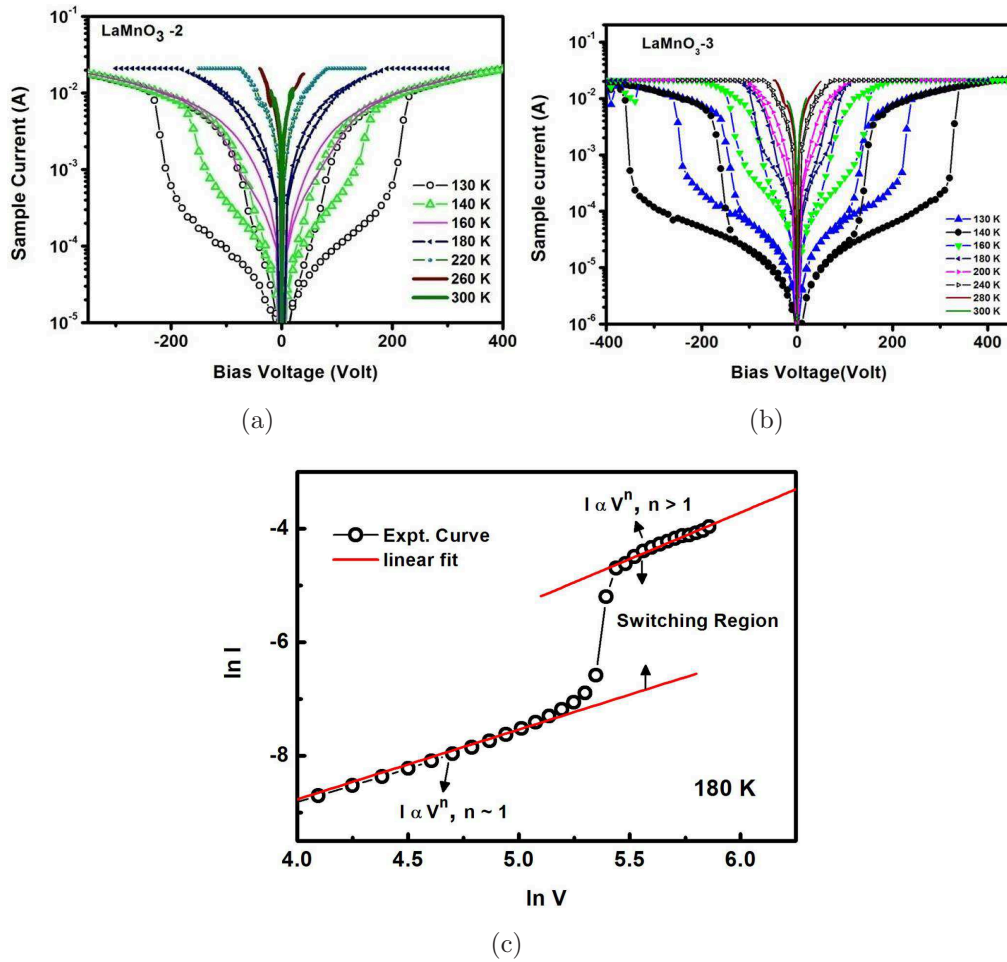 LaMnO₃ -2
Sample Current (A)
10⁻¹
10⁻²
10⁻³
10⁻⁴
10⁻⁵
-200 0 200 400
Bias Voltage (Volt)
130 K
140 K
160 K
180 K
220 K
260 K
300 K
(a)
LaMnO₃-3
Sample current (A)
10⁻¹
10⁻²
10⁻³
10⁻⁴
10⁻⁵
10⁻⁶
-400 -200 0 200 400
Bias Voltage(Volt)
130 K
140 K
160 K
180 K
200 K
240 K
280 K
300 K
(b)
ln I
-4
-6
-8
Expt. Curve
linear fit
I α Vⁿ, n > 1
Switching Region
I α Vⁿ, n ~ 1
180 K
4.0 4.5 5.0 5.5 6.0
ln V
(c)